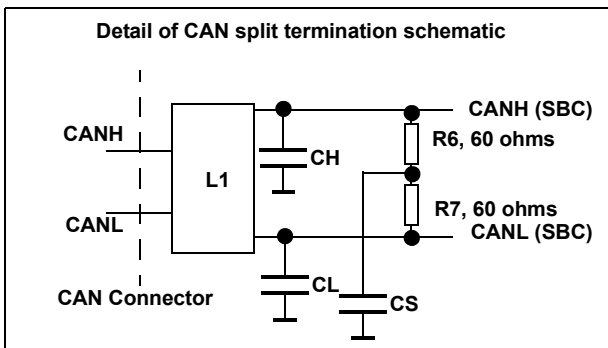 Detail of CAN split termination schematic
CANH
CANH (SBC)
R6, 60 ohms
CH
L1
R7, 60 ohms
CANL
CANL (SBC)
CL
CS
CAN Connector